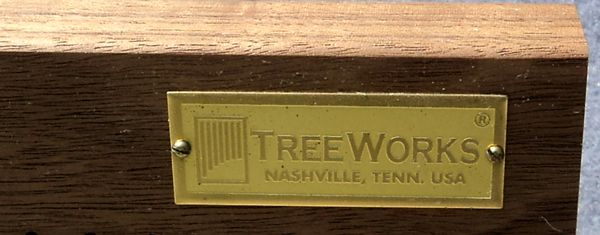 TREEWORKS®
NASHVILLE, TENN. USA